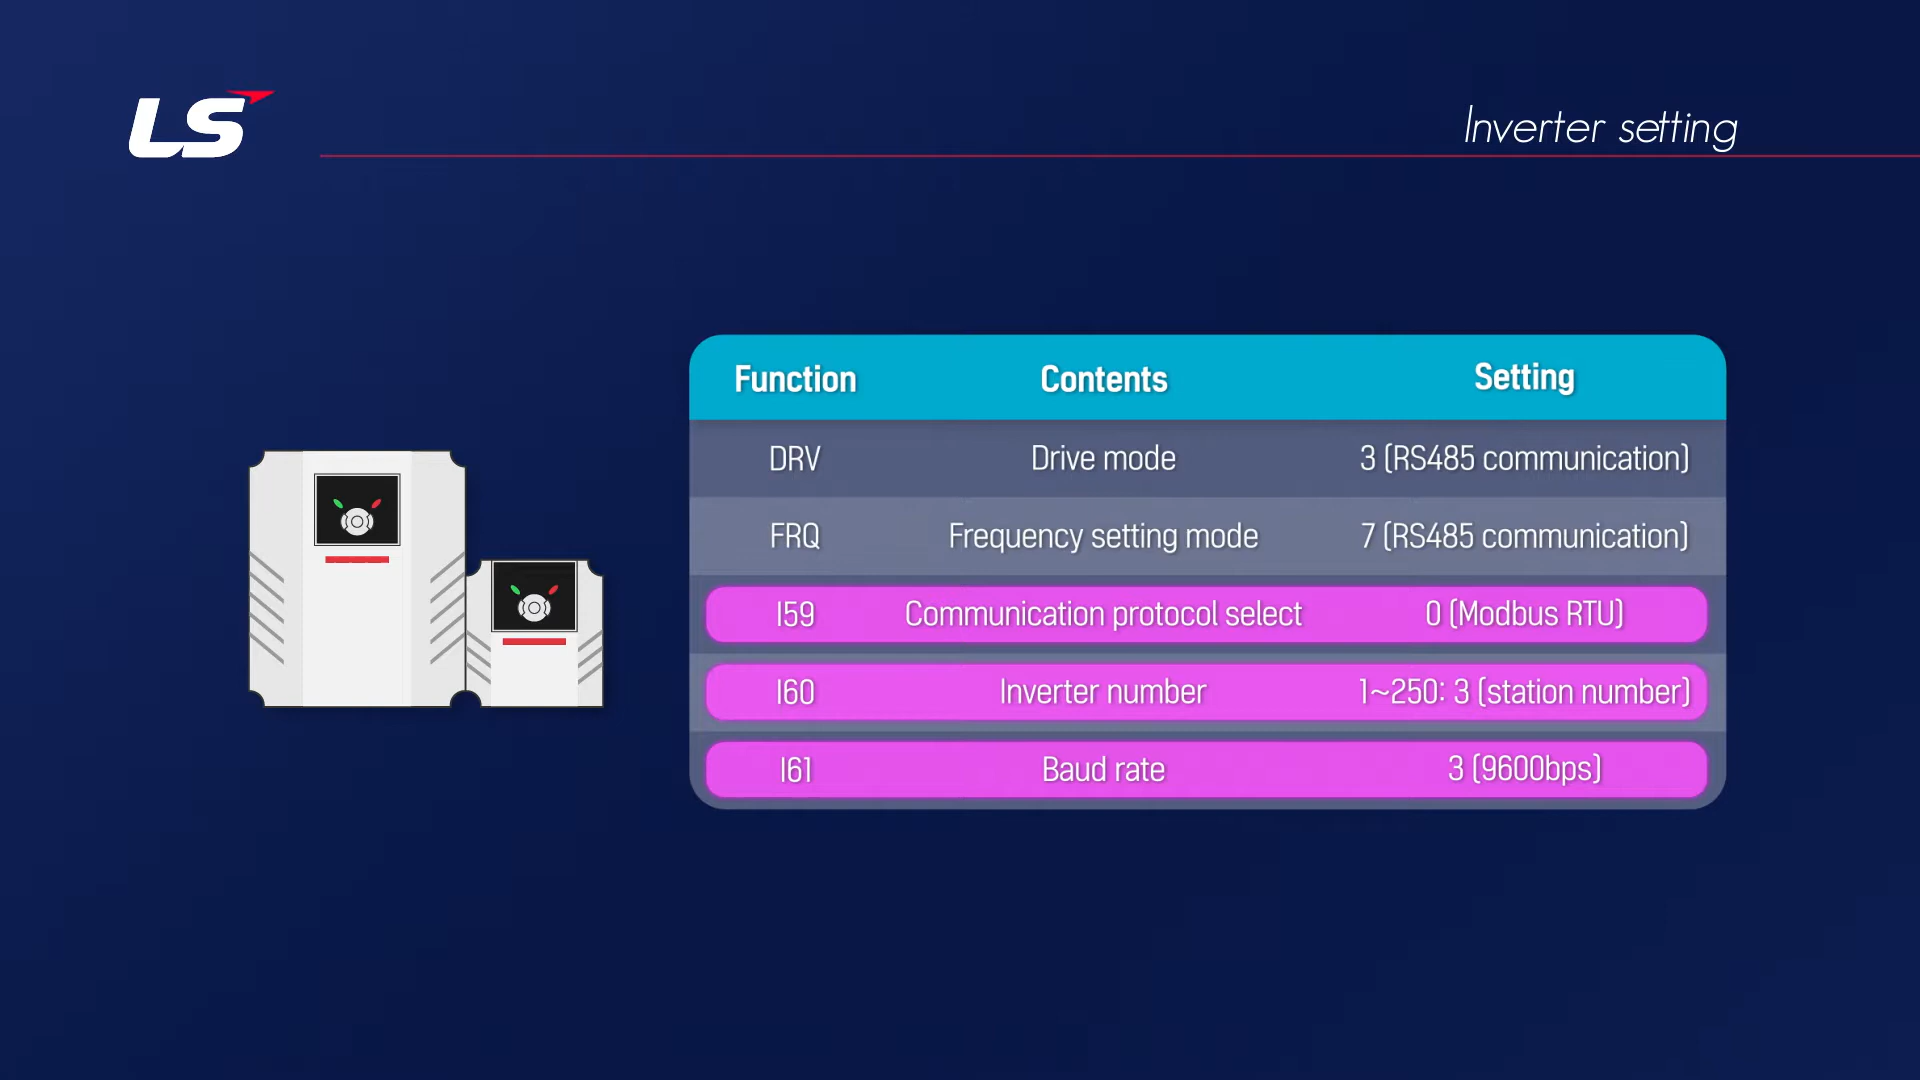 LS
Inverter setting
Function Contents Setting
DRV Drive mode 3 (RS485 communication)
FRQ Frequency setting mode 7 (RS485 communication)
I59 Communication protocol select 0 (Modbus RTU)
I60 Inverter number 1~250: 3 (station number)
I61 Baud rate 3 (9600bps)